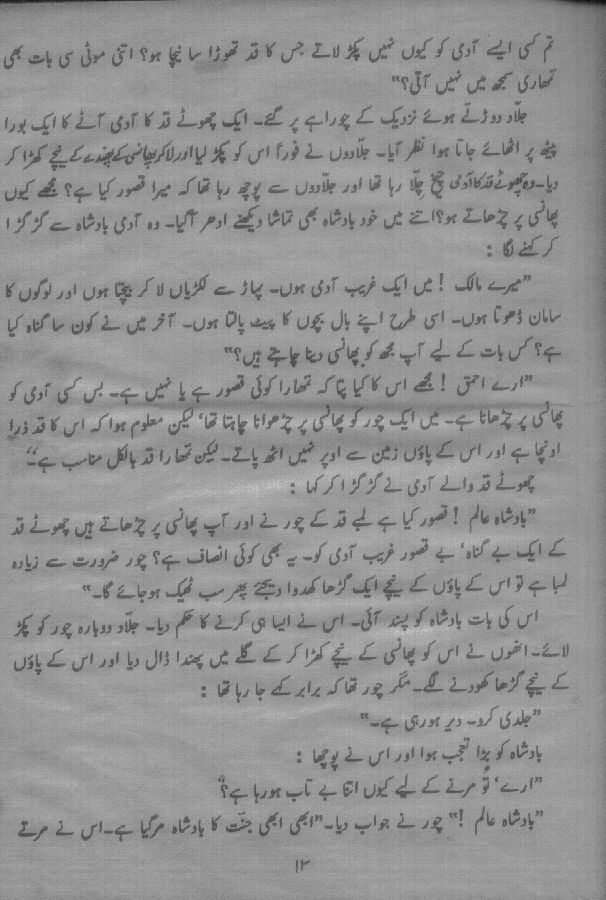 تم کسی ایسے آدمی کو کیوں نہیں پکڑ لاتے جس کا قد تھوڑا سا نیچا ہو؟ اتنی موٹی سی بات بھی
تمھاری سمجھ میں نہیں آتی؟"
جلّاد دوڑتے ہوئے نزدیک کے چوراہے پر گئے۔ ایک چھوٹے قد کا آدمی آٹے کا ایک بورا
پیٹھ پر اٹھائے جاتا ہوا نظر آیا۔ جلّادوں نے فوراً اس کو پکڑ لیا اور لا کر پھانسی کے پھندے کے نیچے کھڑا کر
دیا۔ وہ چھوٹے قد کا آدمی چیخ چلّا رہا تھا اور جلّادوں سے پوچھ رہا تھا کہ میرا قصور کیا ہے؟ مجھے کیوں
پھانسی پر چڑھاتے ہو؟ اتنے میں خود بادشاہ بھی تماشا دیکھنے ادھر آگیا۔ وہ آدمی بادشاہ سے گڑ گڑا
کر کہنے لگا :
"میرے مالک ! میں ایک غریب آدمی ہوں۔ پہاڑ سے لکڑیاں لا کر بیچتا ہوں اور لوگوں کا
سامان ڈھوتا ہوں۔ اسی طرح اپنے بال بچّوں کا پیٹ پالتا ہوں۔ آخر میں نے کون سا گناہ کیا
ہے؟ کس بات کے لیے آپ مجھ کو پھانسی دینا چاہتے ہیں؟"
"ارے احمق ! مجھے اس کا کیا پتا کہ تمھارا کوئی قصور ہے یا نہیں ہے۔ بس کسی آدمی کو
پھانسی پر چڑھانا ہے۔ میں ایک چور کو پھانسی پر چڑھوانا چاہتا تھا، لیکن معلوم ہوا کہ اس کا قد ذرا
اونچا ہے اور اس کے پاؤں زمین سے اوپر نہیں اٹھ پاتے۔ لیکن تمھارا قد بالکل مناسب ہے۔"
چھوٹے قد والے آدمی نے گڑ گڑا کر کہا :
"بادشاہ عالم ! قصور کیا ہے لمبے قد کے چور نے اور آپ پھانسی پر چڑھاتے ہیں چھوٹے قد
کے ایک بے گناہ، بے قصور غریب آدمی کو۔ یہ بھی کوئی انصاف ہے؟ چور ضرورت سے زیادہ
لمبا ہے تو اس کے پاؤں کے نیچے ایک گڑھا کھدوا دیجئے پھر سب ٹھیک ہوجائے گا۔"
اس کی بات بادشاہ کو پسند آئی۔ اس نے ایسا ہی کرنے کا حکم دیا۔ جلّاد دوبارہ چور کو پکڑ
لائے۔ انھوں نے اس کو پھانسی کے نیچے کھڑا کر کے گلے میں پھندا ڈال دیا اور اس کے پاؤں
کے نیچے گڑھا کھودنے لگے۔ مگر چور تھا کہ برابر کہے جا رہا تھا :
"جلدی کرو۔ دیر ہورہی ہے۔"
بادشاہ کو بڑا تعجب ہوا اور اس نے پوچھا :
"ارے، تو مرنے کے لیے کیوں اتنا بے تاب ہورہا ہے؟"
"بادشاہ عالم !" چور نے جواب دیا۔ "ابھی ابھی جنّت کا بادشاہ مرگیا ہے۔ اس نے مرتے
۱۳